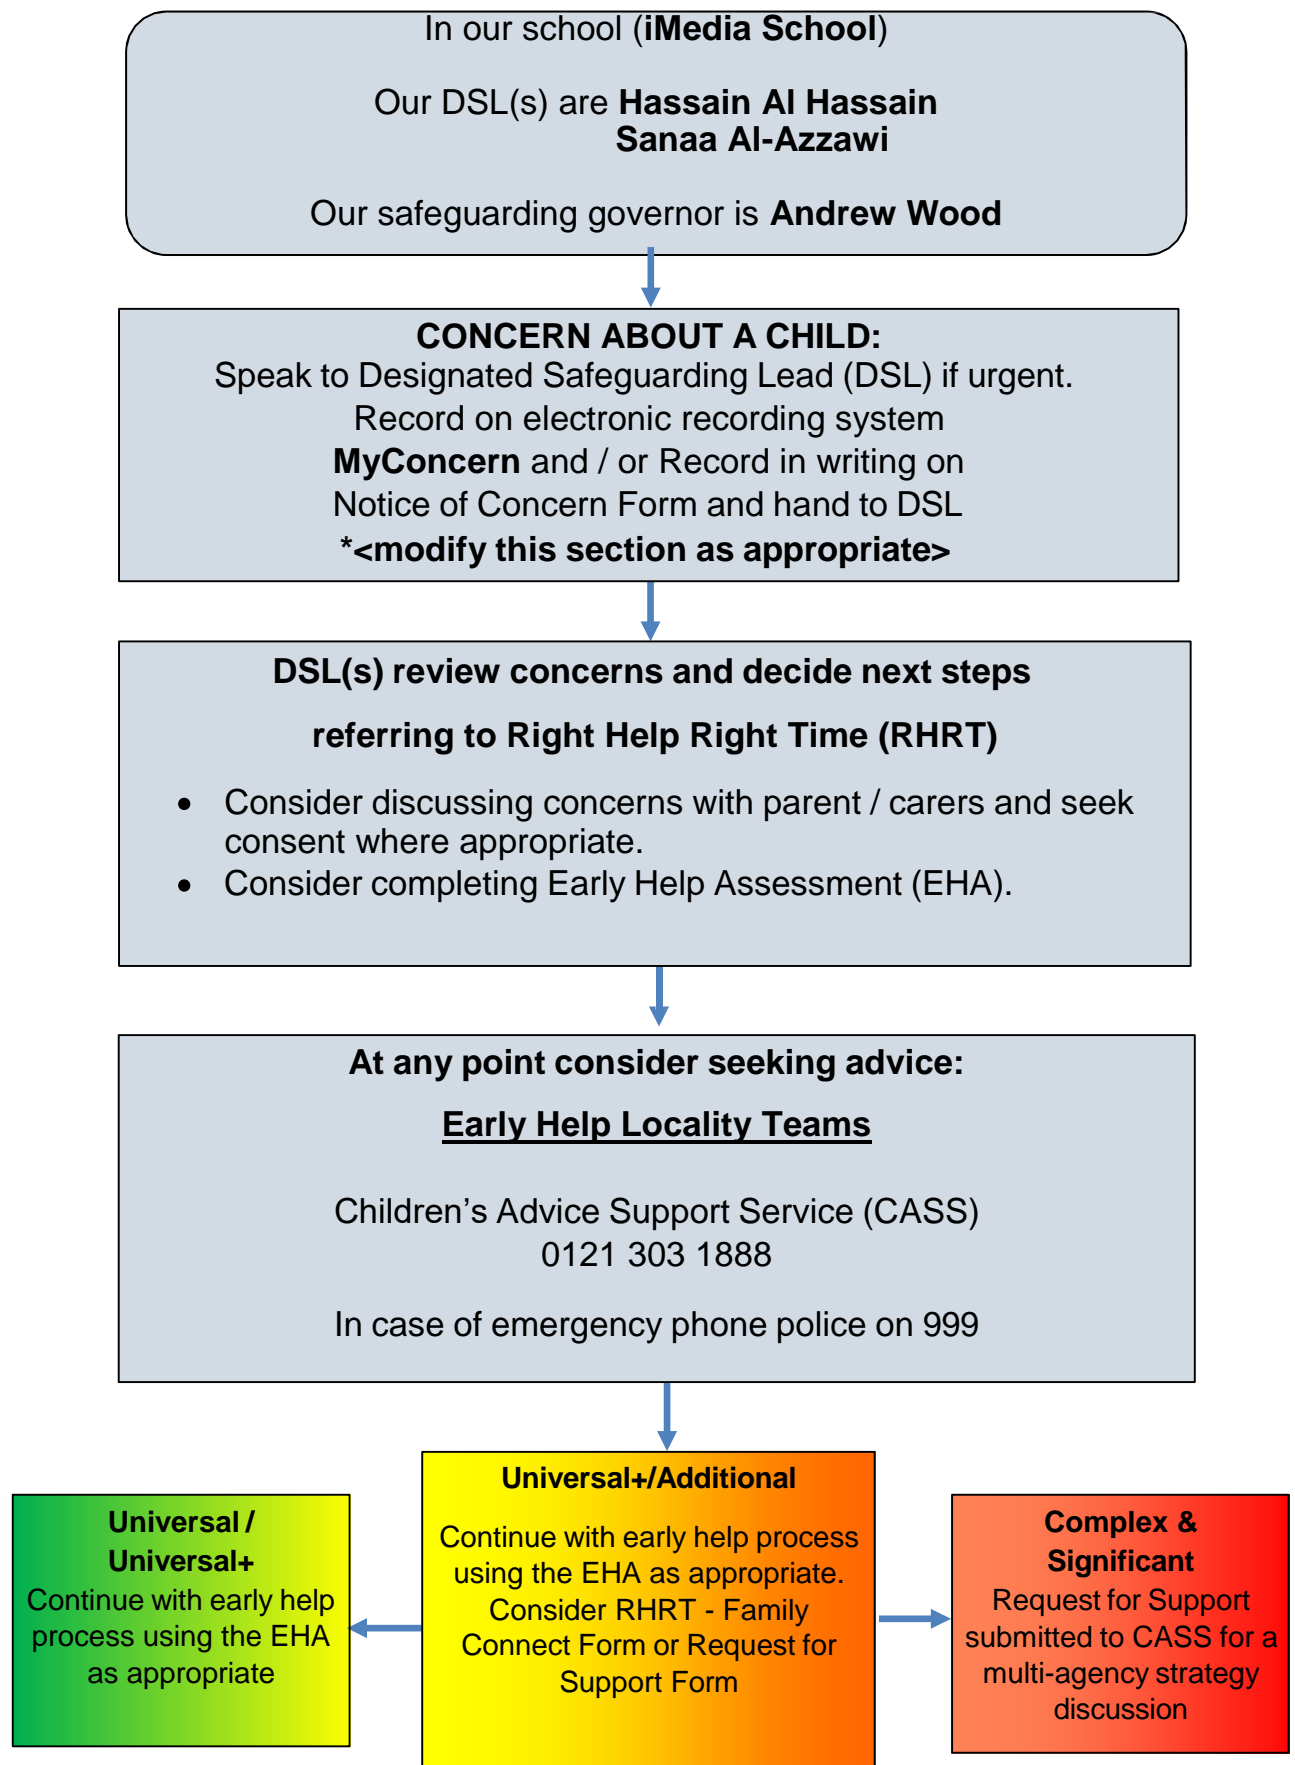 In our school (iMedia School)
Our DSL(s) are Hassain Al Hassain
Sanaa Al-Azzawi
Our safeguarding governor is Andrew Wood
CONCERN ABOUT A CHILD:
Speak to Designated Safeguarding Lead (DSL) if urgent.
Record on electronic recording system
MyConcern and / or Record in writing on
Notice of Concern Form and hand to DSL
*<modify this section as appropriate>
DSL(s) review concerns and decide next steps
referring to Right Help Right Time (RHRT)
• Consider discussing concerns with parent / carers and seek
consent where appropriate.
• Consider completing Early Help Assessment (EHA).
At any point consider seeking advice:
Early Help Locality Teams
Children’s Advice Support Service (CASS)
0121 303 1888
In case of emergency phone police on 999
Universal /
Universal+
Continue with early help
process using the EHA
as appropriate
Universal+/Additional
Continue with early help process
using the EHA as appropriate.
Consider RHRT - Family
Connect Form or Request for
Support Form
Complex &
Significant
Request for Support
submitted to CASS for a
multi-agency strategy
discussion